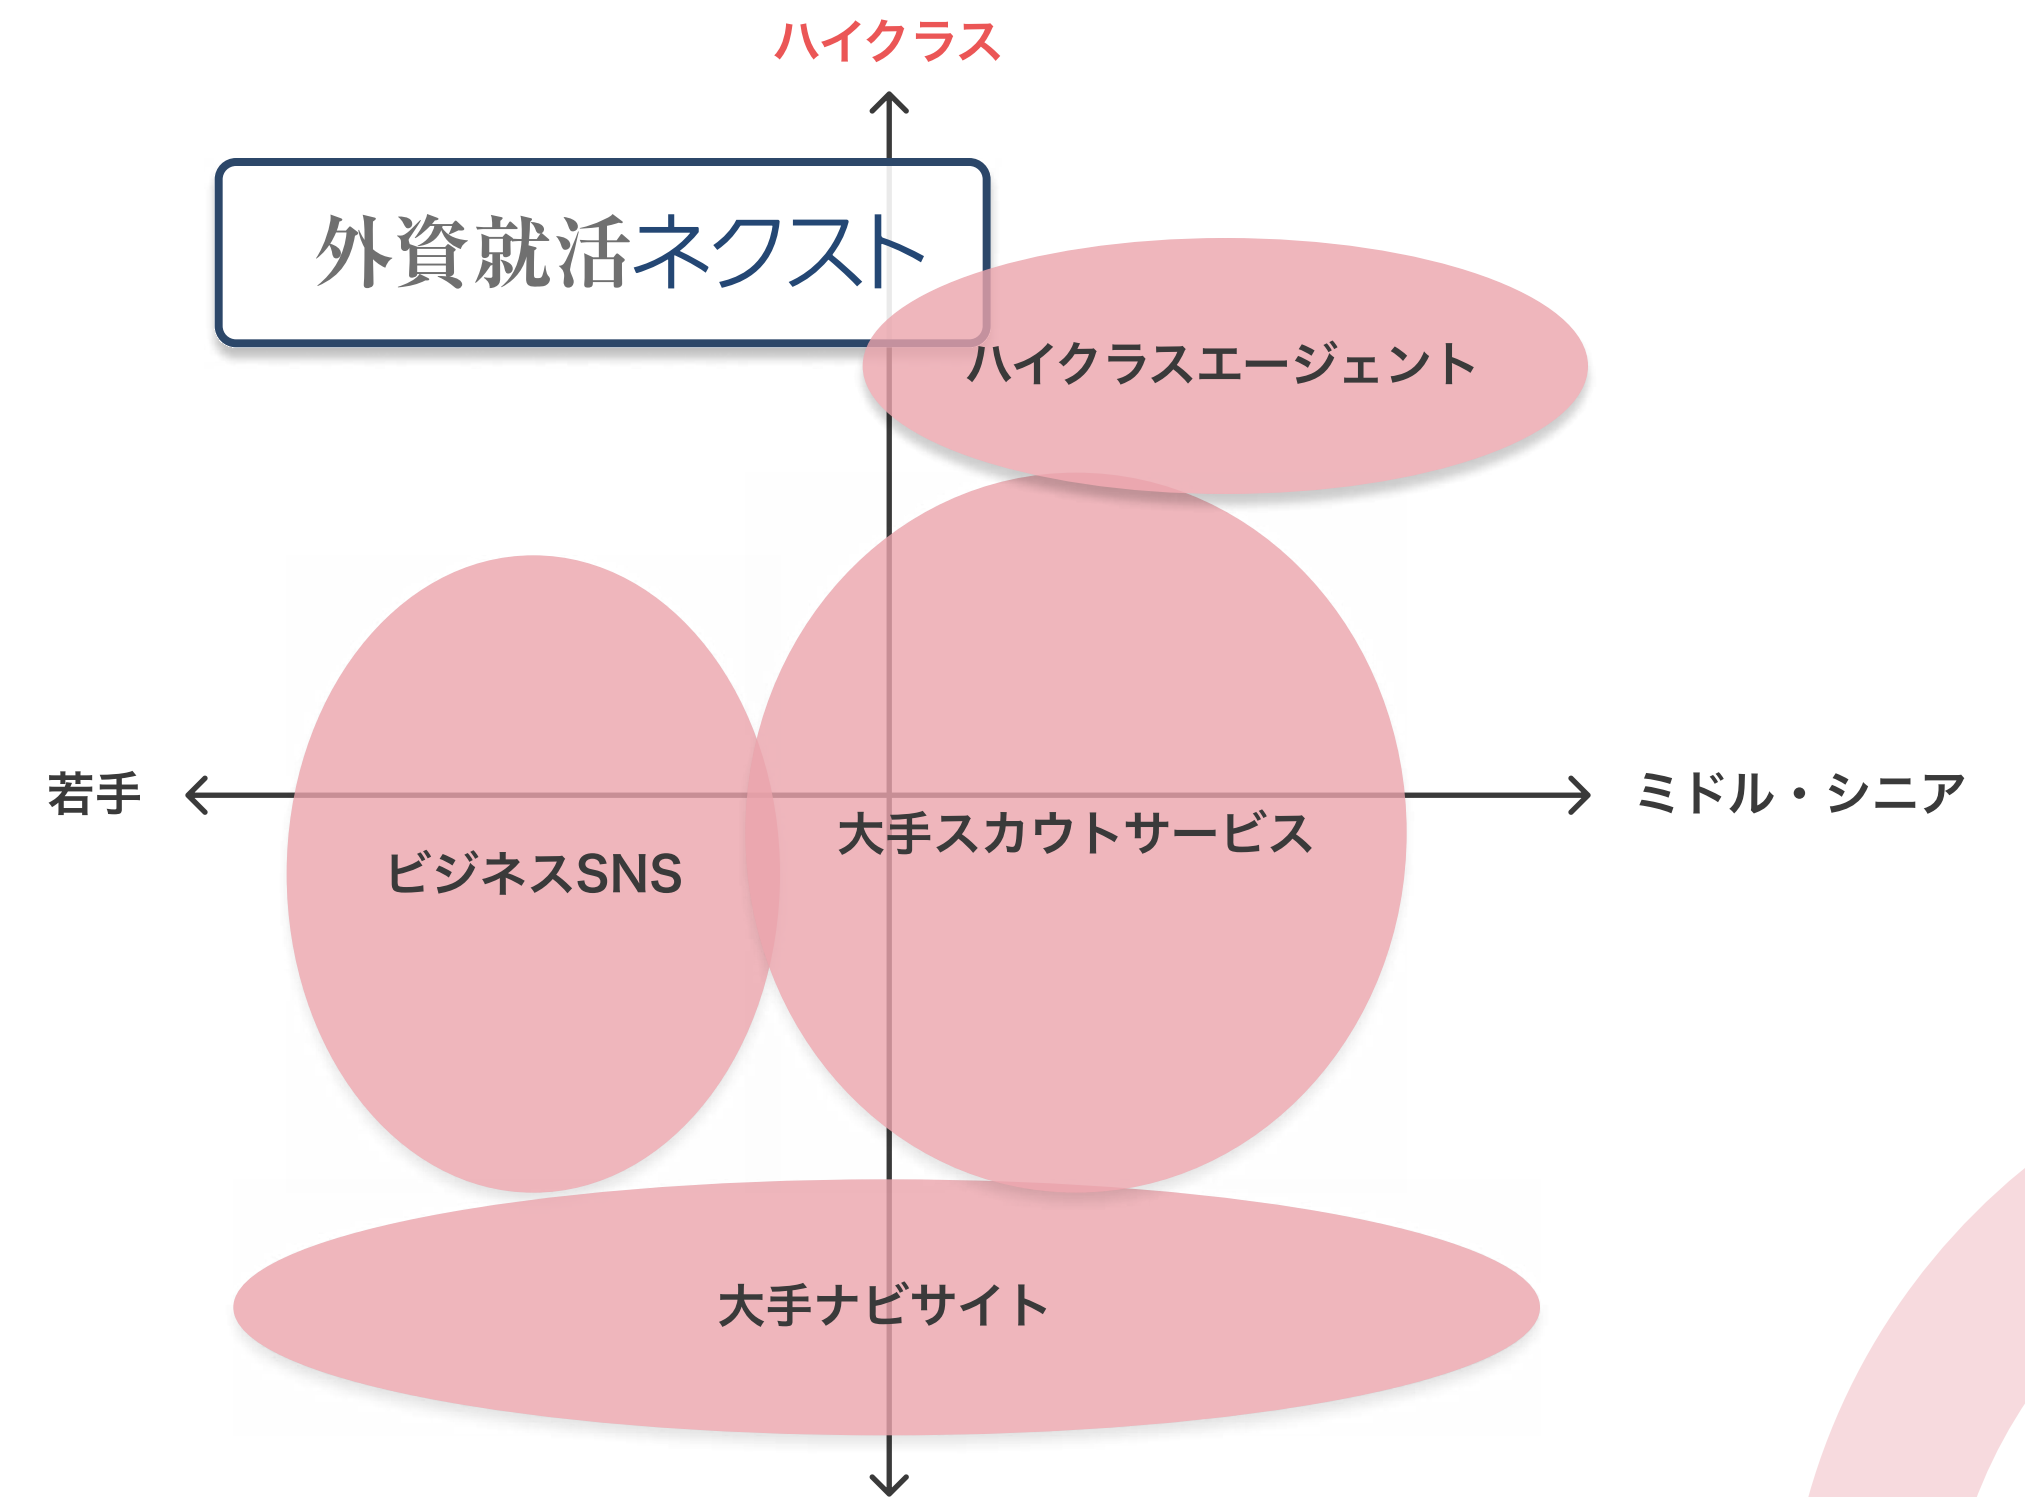 ハイクラス
外資就活ネクスト
ハイクラスエージェント
若手
ミドル・シニア
大手スカウトサービス
ビジネスSNS
大手ナビサイト